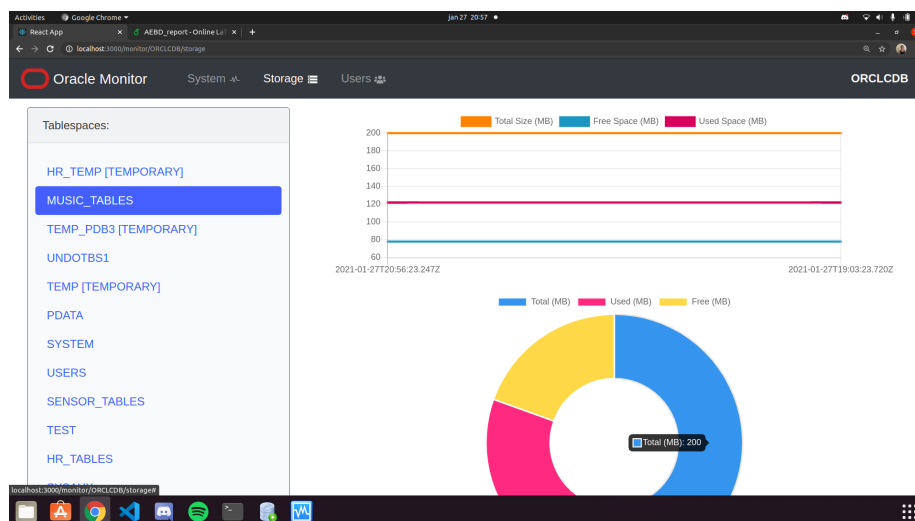 Activities Google Chrome jan 27 20:57
React App AEBD_report - Online La
localhost:3000/monitor/ORCLCDB/storage
Oracle Monitor System Storage Users ORCLCDB
Tablespaces:
HR_TEMP [TEMPORARY]
MUSIC_TABLES
TEMP_PDB3 [TEMPORARY]
UNDOTBS1
TEMP [TEMPORARY]
PDATA
SYSTEM
USERS
SENSOR_TABLES
TEST
HR_TABLES
localhost:3000/monitor/ORCLCDB/storage#
Total Size (MB) Free Space (MB) Used Space (MB)
200
180
160
140
120
100
80
60
2021-01-27T20:56:23.247Z 2021-01-27T19:03:23.720Z
Total (MB) Used (MB) Free (MB)
Total (MB): 200